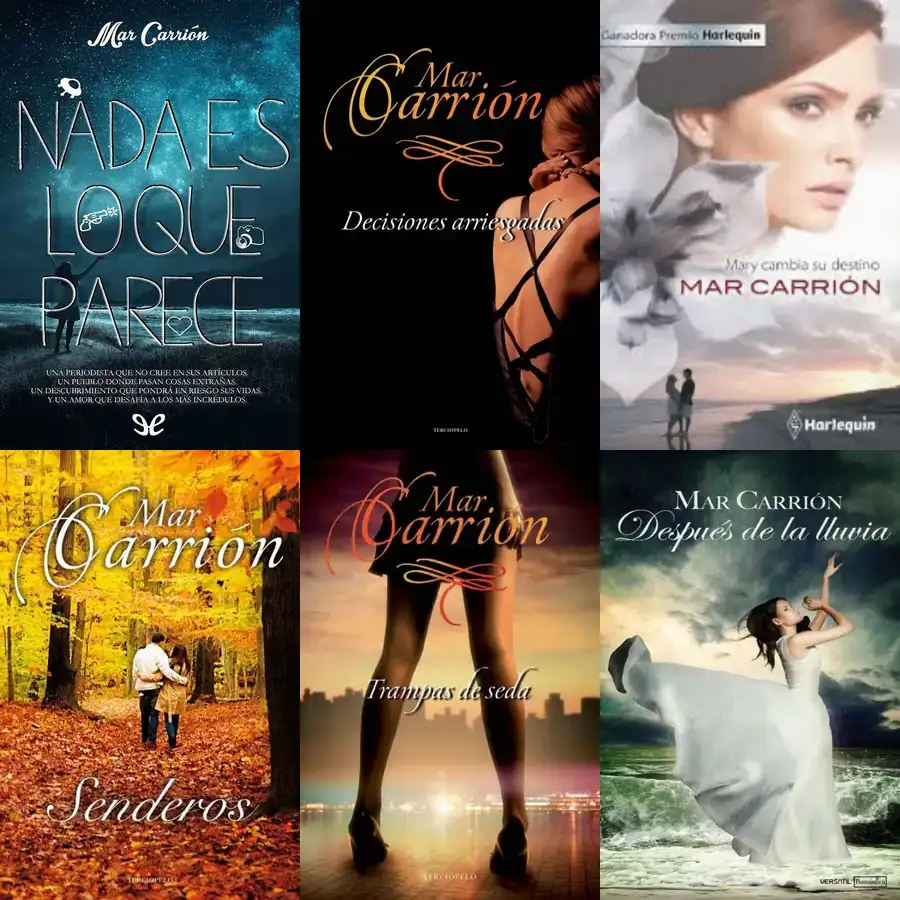 Mar Carrión
NADA ES
LO QUE
PARECE
UNA PERIODISTA QUE NO CREE EN SUS ARTÍCULOS.
UN PUEBLO DONDE PASAN COSAS EXTRAÑAS.
UN DESCUBRIMIENTO QUE PONDRÁ EN RIESGO SUS VIDAS.
Y UN AMOR QUE DESAFÍA A LOS MÁS INCRÉDULOS.
Mar
Carrión
Decisiones arriesgadas
TERCIOPELO
Ganadora Premio Harlequin
Mary cambia su destino
MAR CARRIÓN
Harlequin
Mar
Carrión
Senderos
TERCIOPELO
Mar
Carrión
Trampas de seda
TERCIOPELO
MAR CARRIÓN
Después de la lluvia
VERSÁTIL Romántica